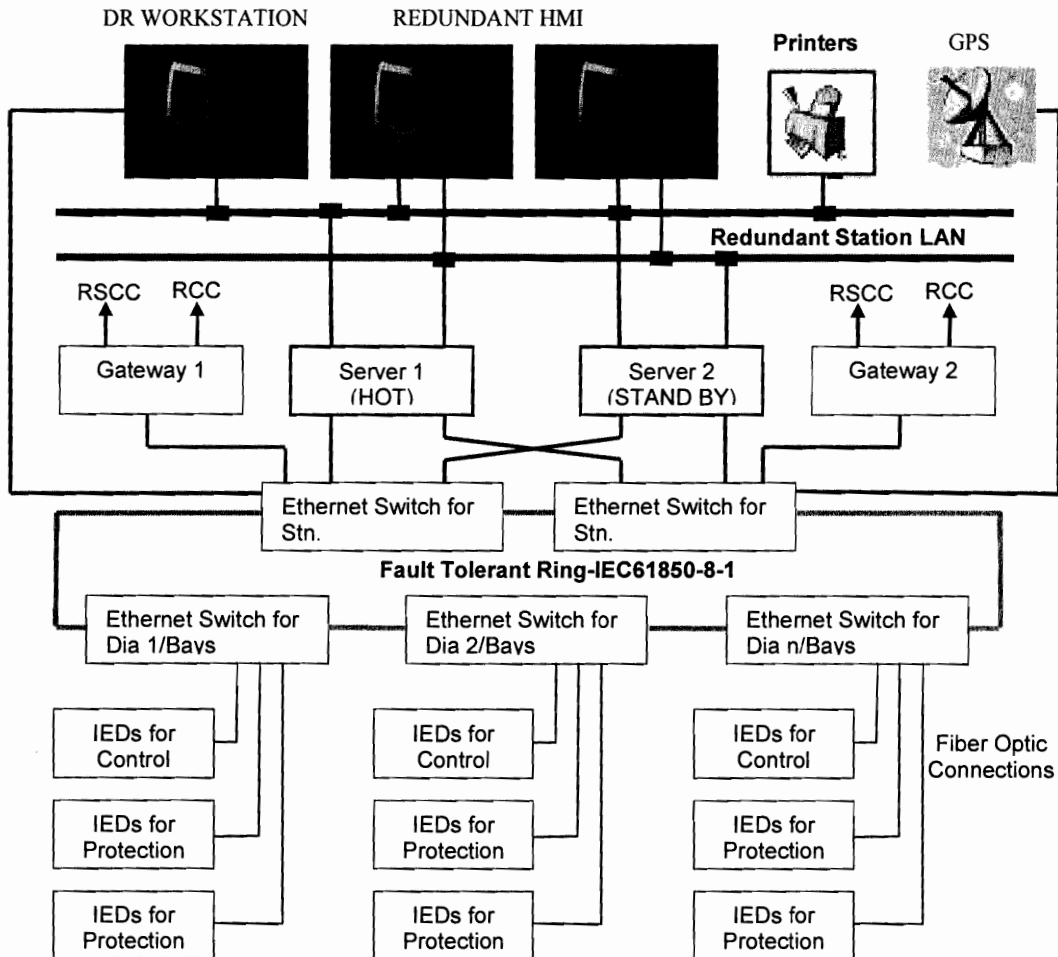 DR WORKSTATION
REDUNDANT HMI
Printers
GPS
Redundant Station LAN
RSCC
RCC
RSCC
RCC
Gateway 1
Server 1
(HOT)
Server 2
(STAND BY)
Gateway 2
Ethernet Switch for
Stn.
Ethernet Switch for
Stn.
Fault Tolerant Ring-IEC61850-8-1
Ethernet Switch for
Dia 1/Bays
Ethernet Switch for
Dia 2/Bays
Ethernet Switch for
Dia n/Bays
IEDs for
Control
IEDs for
Control
IEDs for
Control
Fiber Optic
Connections
IEDs for
Protection
IEDs for
Protection
IEDs for
Protection
IEDs for
Protection
IEDs for
Protection
IEDs for
Protection